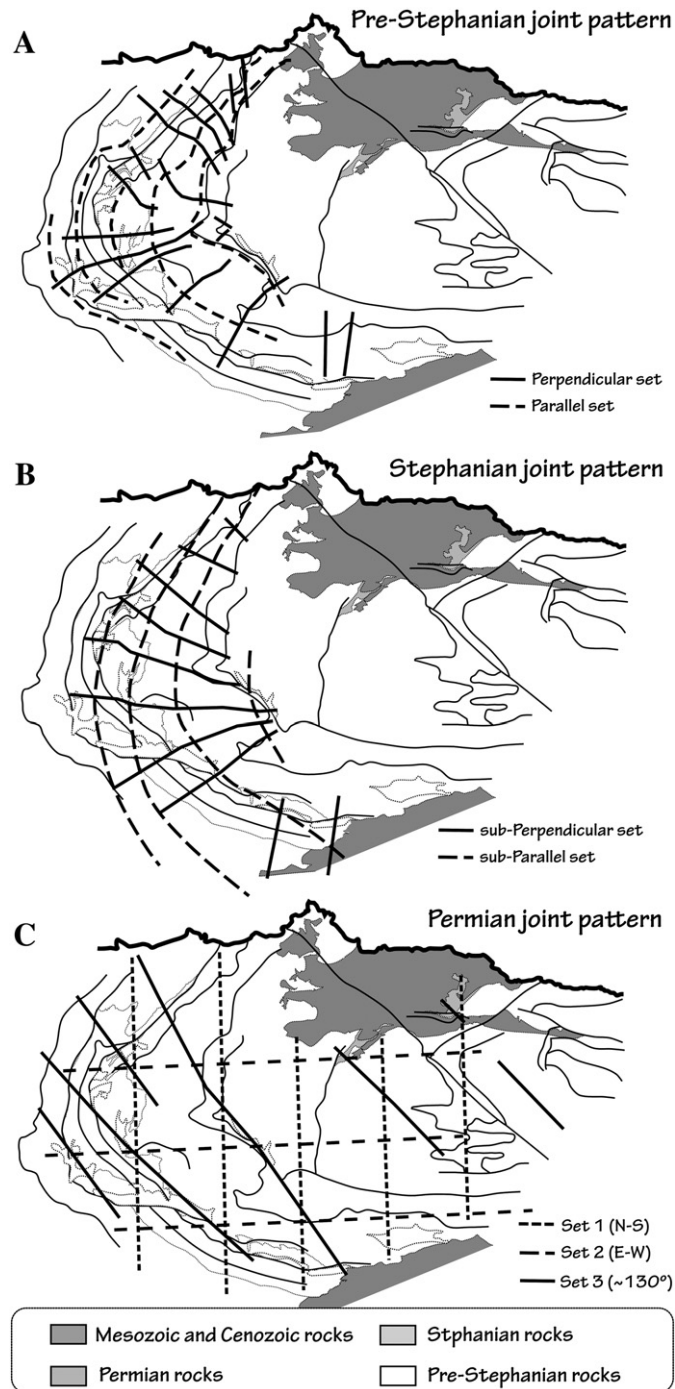 A
Pre-Stephanian joint pattern
Perpendicular set
Parallel set
B
Stephanian joint pattern
sub-Perpendicular set
sub-Parallel set
C
Permian joint pattern
Set 1 (N-S)
Set 2 (E-W)
Set 3 (~130º)
Mesozoic and Cenozoic rocks
Stphanian rocks
Permian rocks
Pre-Stephanian rocks